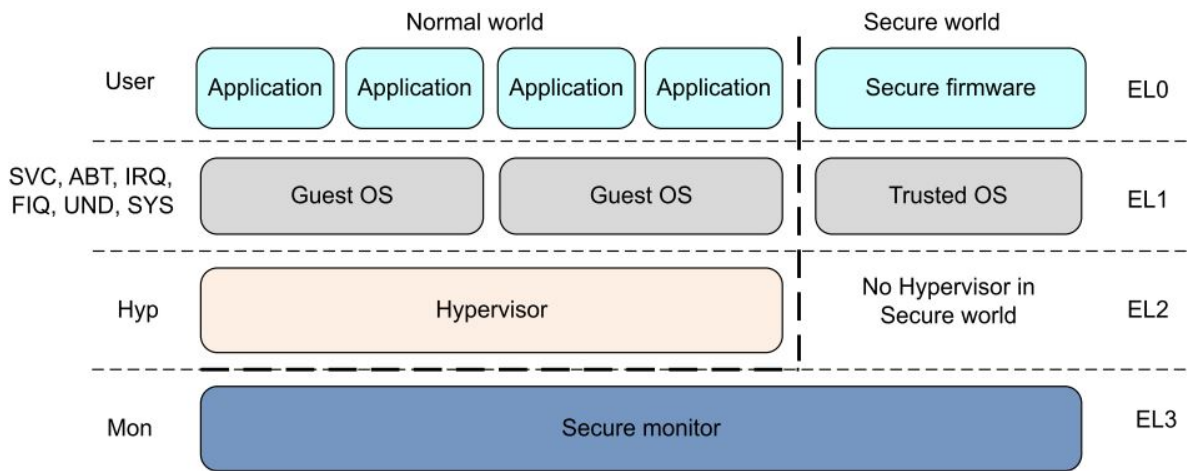 Normal world
Secure world
User
Application
Application
Application
Application
Secure firmware
EL0
SVC, ABT, IRQ,
FIQ, UND, SYS
Guest OS
Guest OS
Trusted OS
EL1
Hyp
Hypervisor
No Hypervisor in
Secure world
EL2
Mon
Secure monitor
EL3